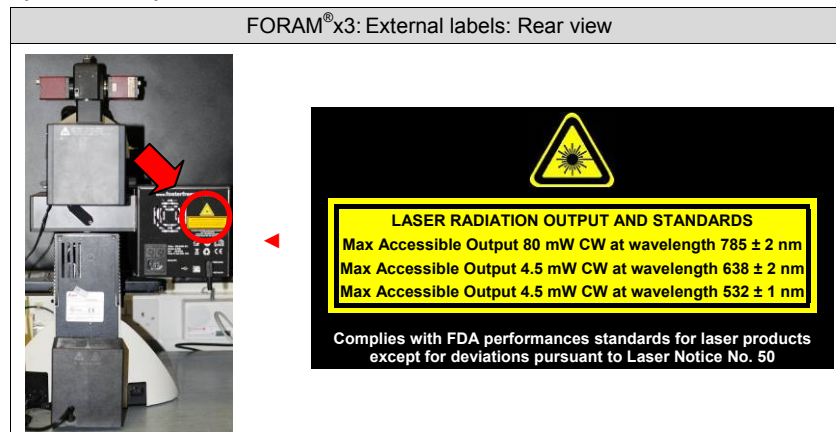 FORAM®x3: External labels: Rear view
LASER RADIATION OUTPUT AND STANDARDS
Max Accessible Output 80 mW CW at wavelength 785 ± 2 nm
Max Accessible Output 4.5 mW CW at wavelength 638 ± 2 nm
Max Accessible Output 4.5 mW CW at wavelength 532 ± 1 nm
Complies with FDA performances standards for laser products
except for deviations pursuant to Laser Notice No. 50